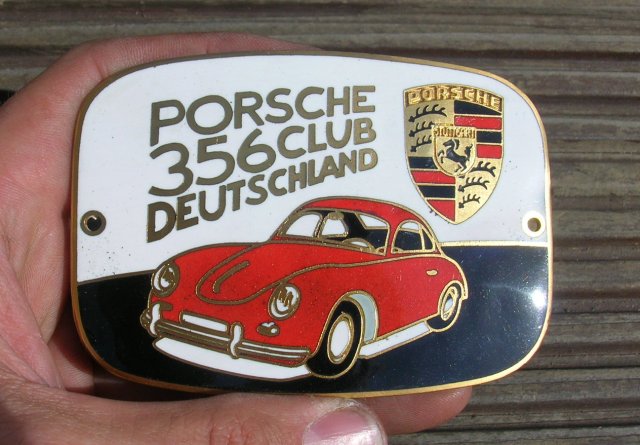 PORSCHE
356 CLUB
DEUTSCHLAND
PORSCHE